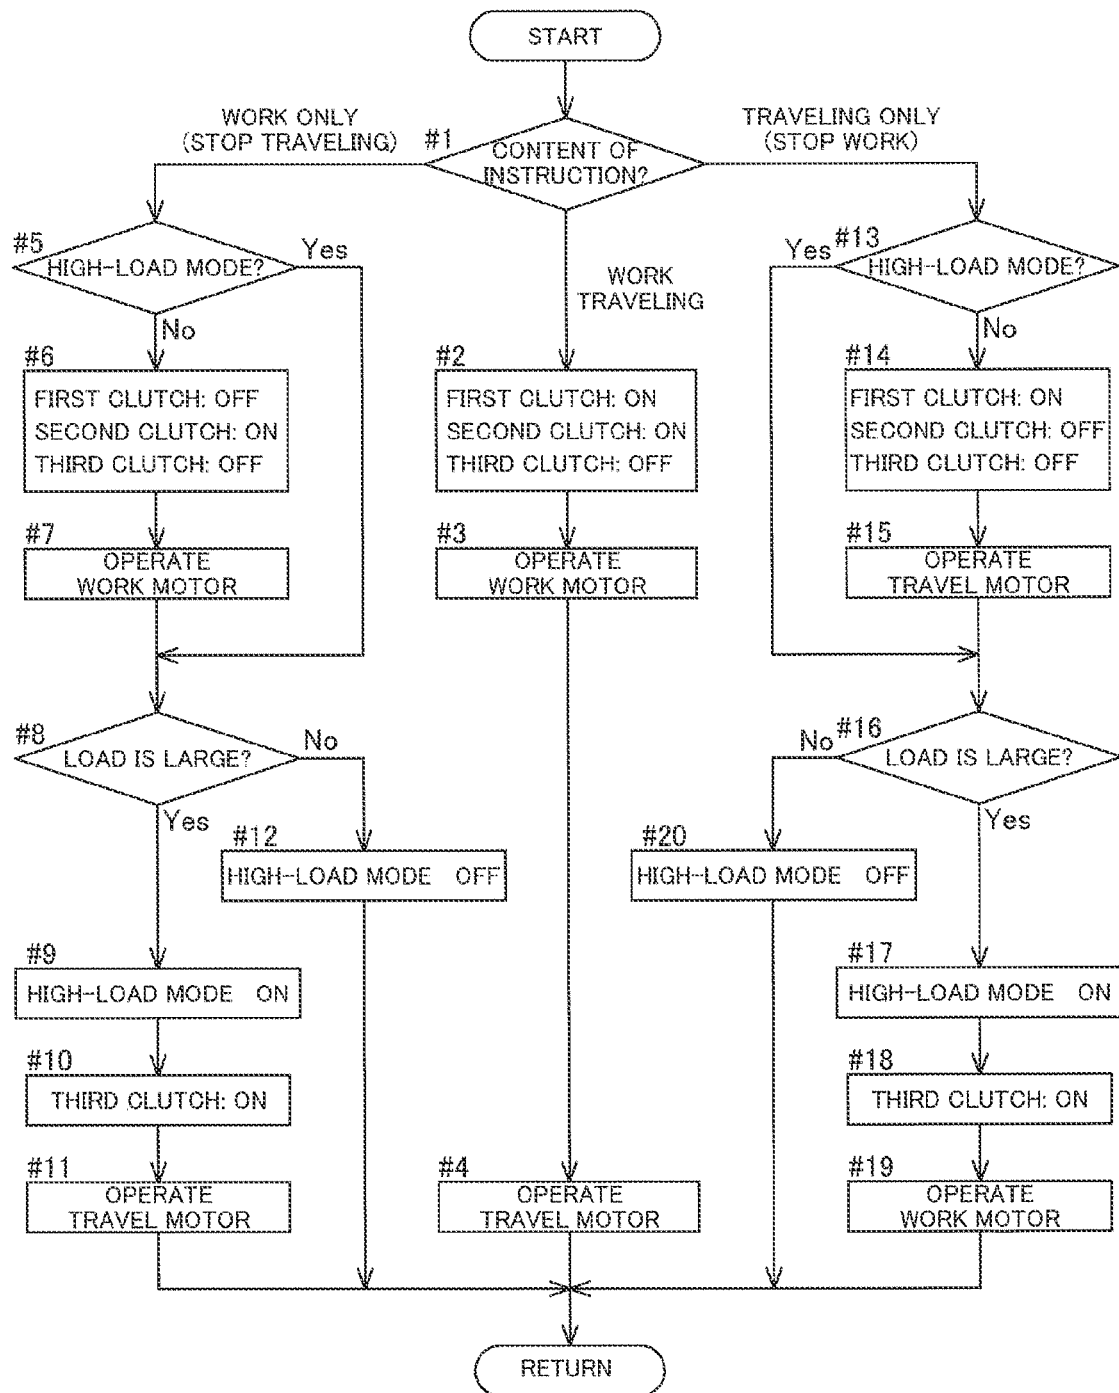 START
WORK ONLY
(STOP TRAVELING)
#1
CONTENT OF
INSTRUCTION?
TRAVELING ONLY
(STOP WORK)
#5
HIGH-LOAD MODE?
Yes
No
WORK
TRAVELING
#13
HIGH-LOAD MODE?
Yes
No
#6
FIRST CLUTCH: OFF
SECOND CLUTCH: ON
THIRD CLUTCH: OFF
#2
FIRST CLUTCH: ON
SECOND CLUTCH: ON
THIRD CLUTCH: OFF
#14
FIRST CLUTCH: ON
SECOND CLUTCH: OFF
THIRD CLUTCH: OFF
#7
OPERATE
WORK MOTOR
#3
OPERATE
WORK MOTOR
#15
OPERATE
TRAVEL MOTOR
#8
LOAD IS LARGE?
No
Yes
#16
LOAD IS LARGE?
No
Yes
#12
HIGH-LOAD MODE OFF
#20
HIGH-LOAD MODE OFF
#9
HIGH-LOAD MODE ON
#17
HIGH-LOAD MODE ON
#10
THIRD CLUTCH: ON
#18
THIRD CLUTCH: ON
#11
OPERATE
TRAVEL MOTOR
#4
OPERATE
TRAVEL MOTOR
#19
OPERATE
WORK MOTOR
RETURN